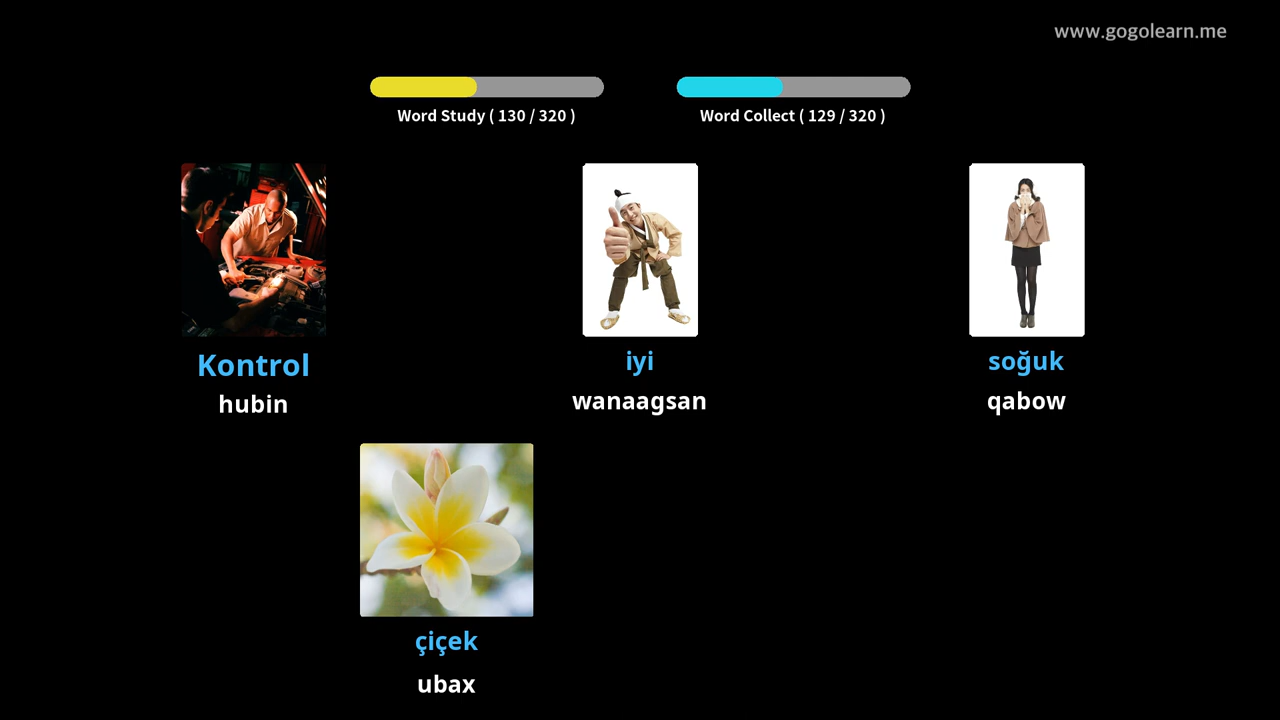 www.gogolearn.me
Word Study ( 130 / 320 )
Word Collect ( 129 / 320 )
Kontrol
hubin
iyi
wanaagsan
soğuk
qabow
çiçek
ubax